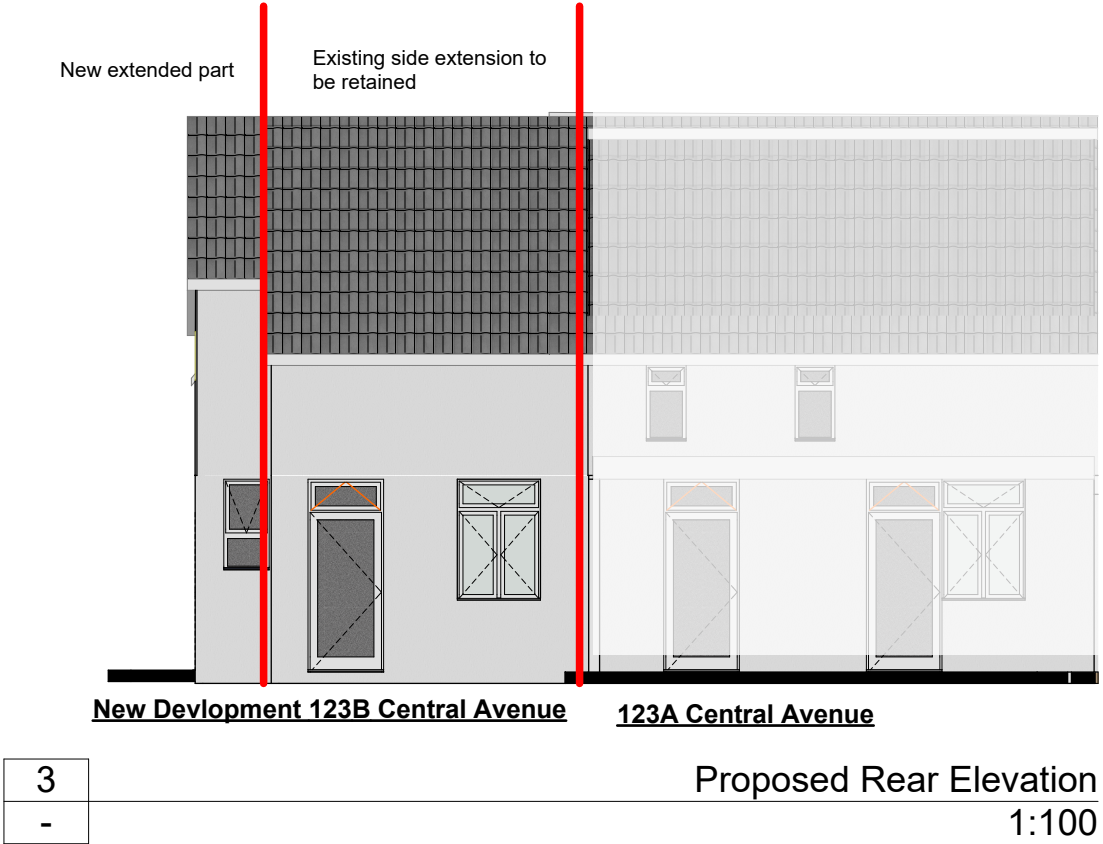 New extended part
Existing side extension to
be retained
New Devlopment 123B Central Avenue
123A Central Avenue
3
Proposed Rear Elevation
-
1:100